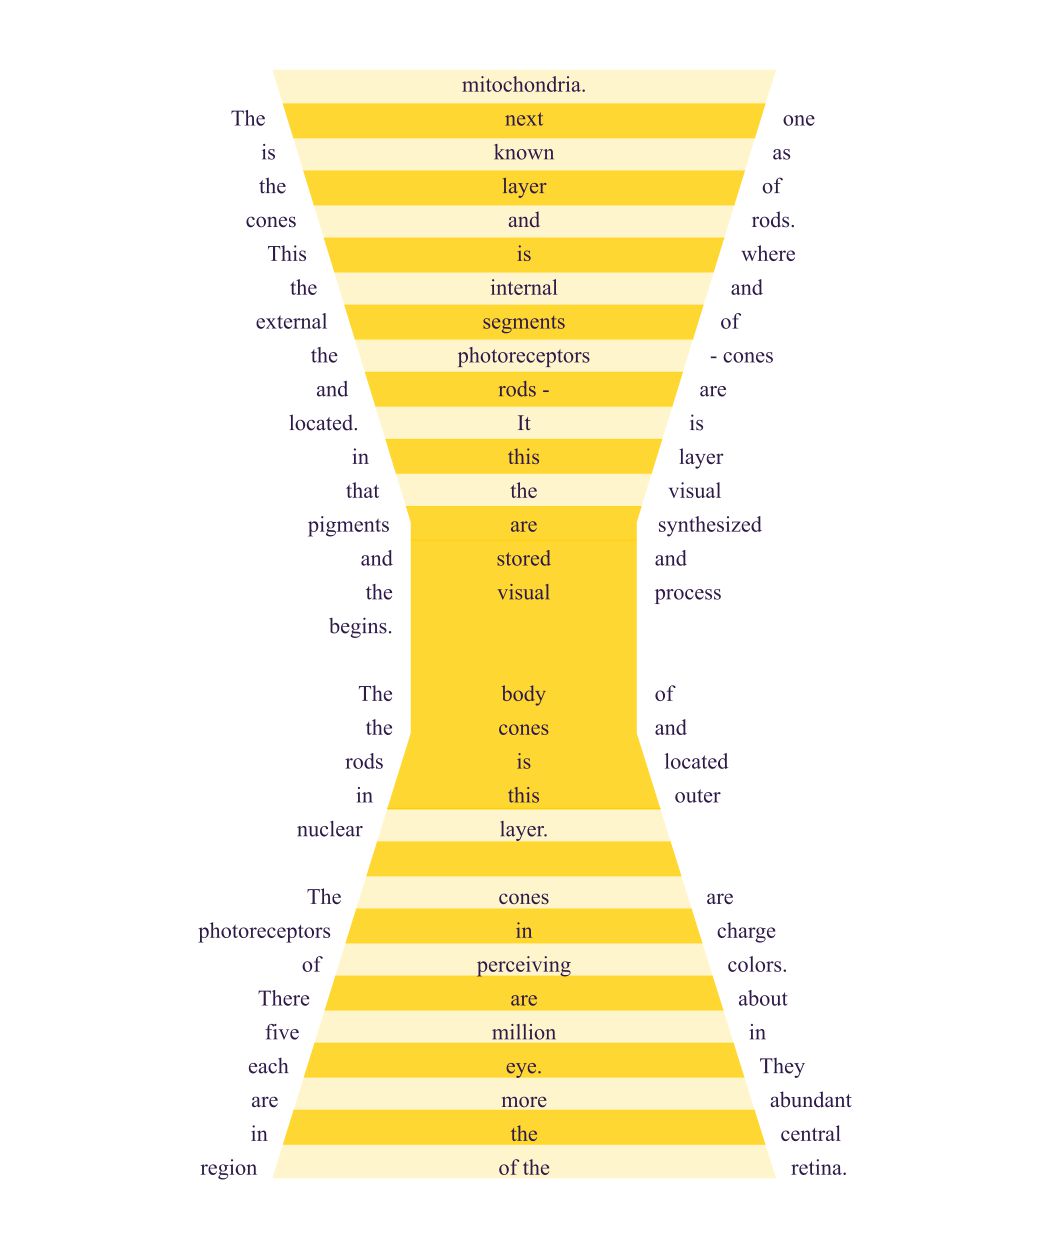 mitochondria.
The next one
is known as
the layer of
cones and rods.
This is where
the internal and
external segments of
the photoreceptors - cones
and rods - are
located. It is
in this layer
that the visual
pigments are synthesized
and stored and
the visual process
begins.
The body of
the cones and
rods is located
in this outer
nuclear layer.
The cones are
photoreceptors in charge
of perceiving colors.
There are about
five million in
each eye. They
are more abundant
in the central
region of the retina.